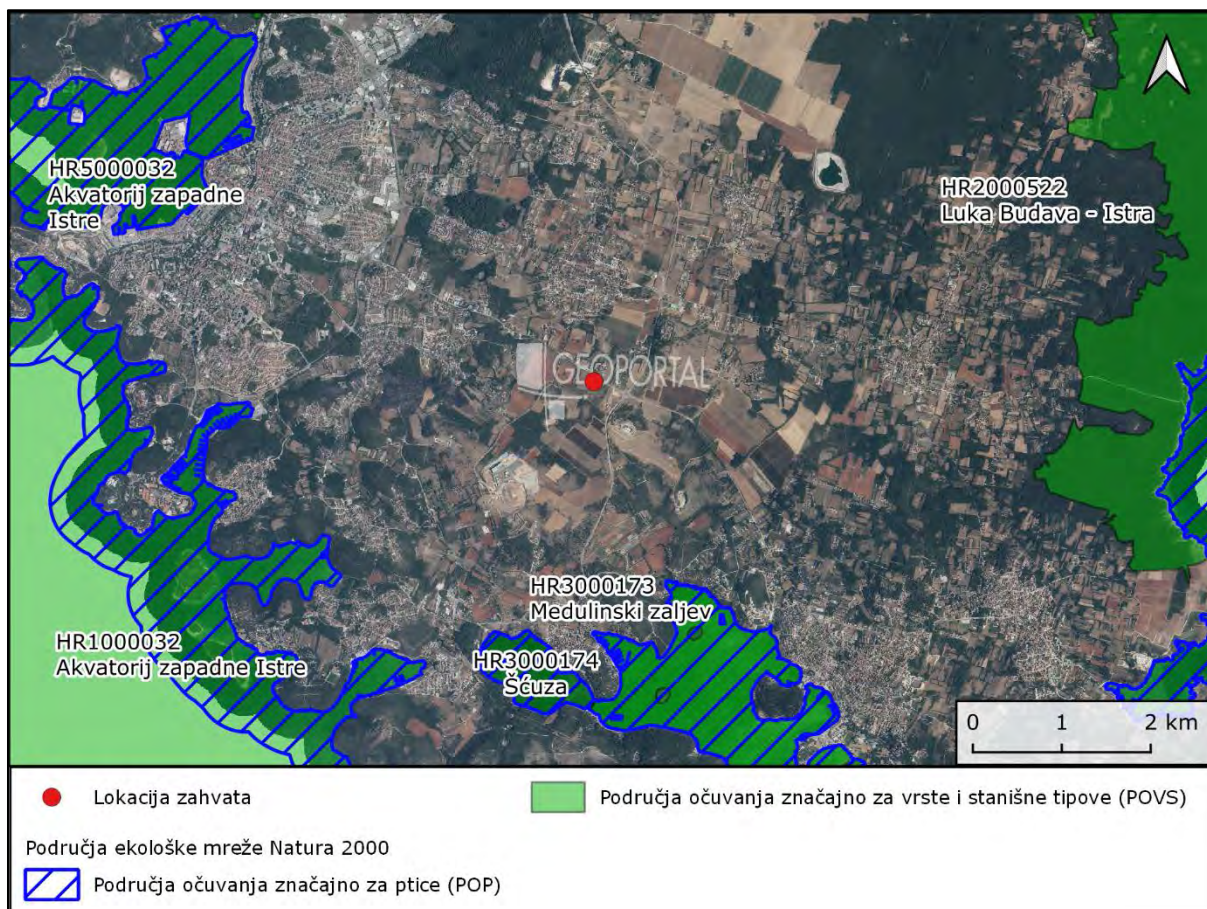 HR5000032
Akvatorij zapadne
Istre
HR2000522
Luka Budava - Istra
GEOPORTAL
HR3000173
Medulinski zaljev
HR3000174
Šćuza
HR1000032
Akvatorij zapadne Istre
0 1 2 km
Lokacija zahvata
Područja očuvanja značajno za vrste i stanišne tipove (POVS)
Područja ekološke mreže Natura 2000
Područja očuvanja značajno za ptice (POP)